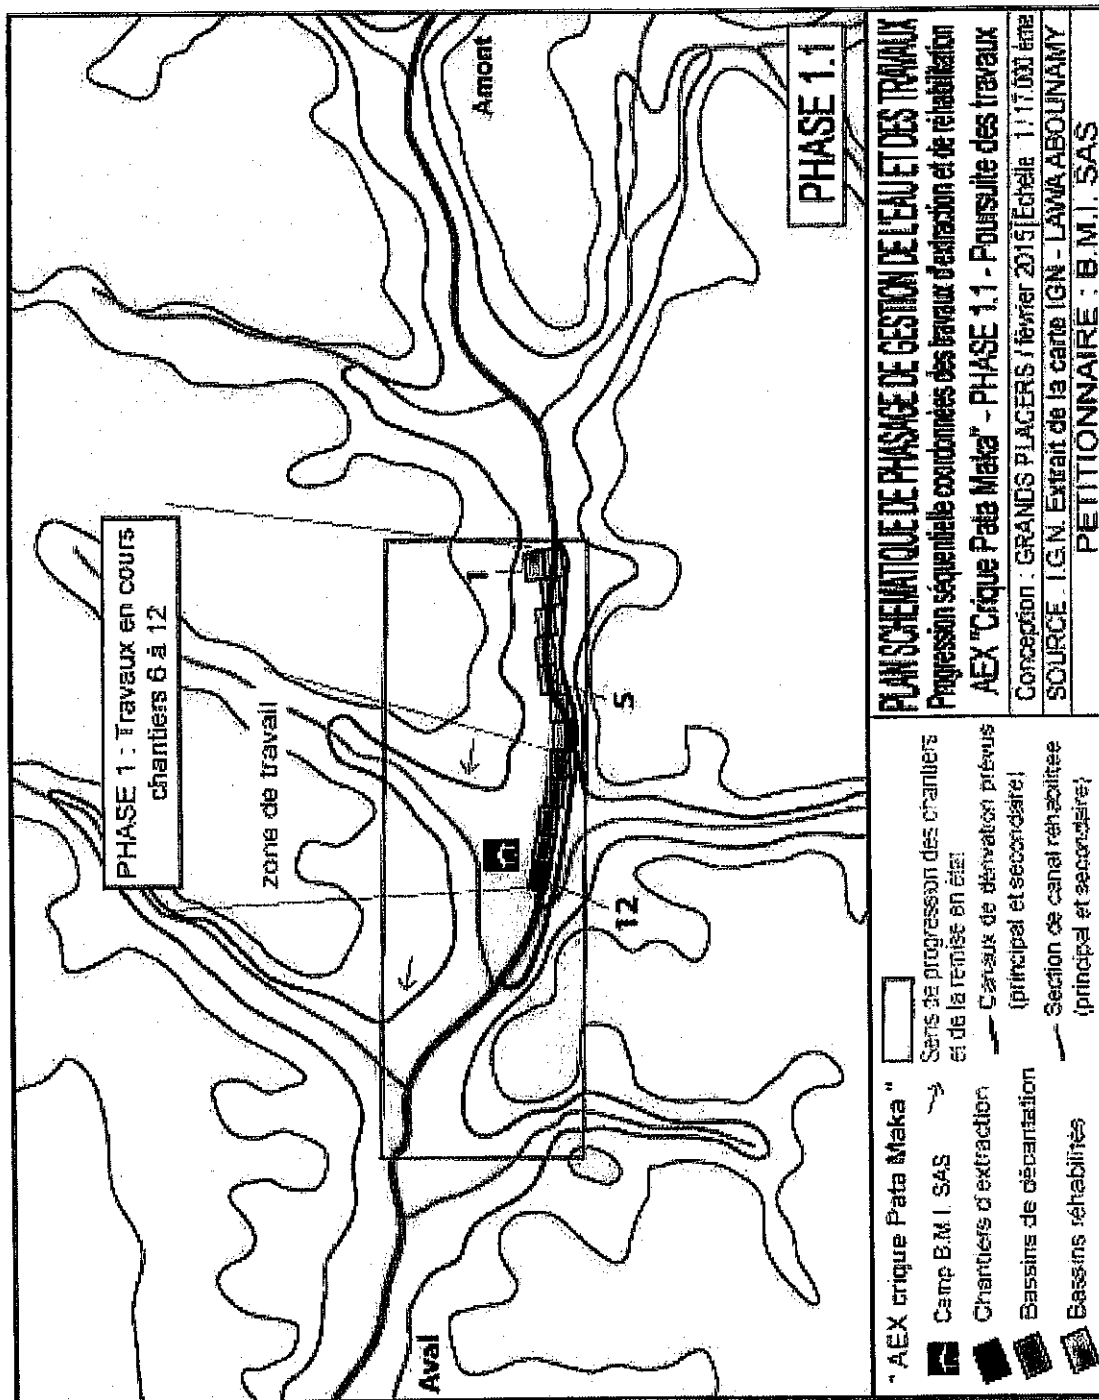 PHASE 1 : Travaux en cours
chantiers 6 à 12
zone de travail
Amont
Aval
1
5
12
PHASE 1.1
" AEX crique Pata Maka "
Camp B.M.I. SAS
Chantiers d'extraction
Bassins de décantation
Bassins réhabilités
Sens de progression des chantiers
et de la remise en état
Canaux de dérivation prévus
(principal et secondaire)
Section de canal réhabilitée
(principal et secondaire)
PLAN SCHEMATIQUE DE PHASAGE DE GESTION DE L'EAU ET DES TRAVAUX
Progression séquentielle coordonnées des travaux d'extraction et de réhabilitation
AEX "Crique Pata Maka" - PHASE 1.1 - Poursuite des travaux
Conception : GRANDS PLACERS / février 2015 | Echelle 1 / 17.000 ème
SOURCE : I.G.N. Extrait de la carte IGN - LAWA ABOUNAMY
PETITIONNAIRE : B.M.I. SAS